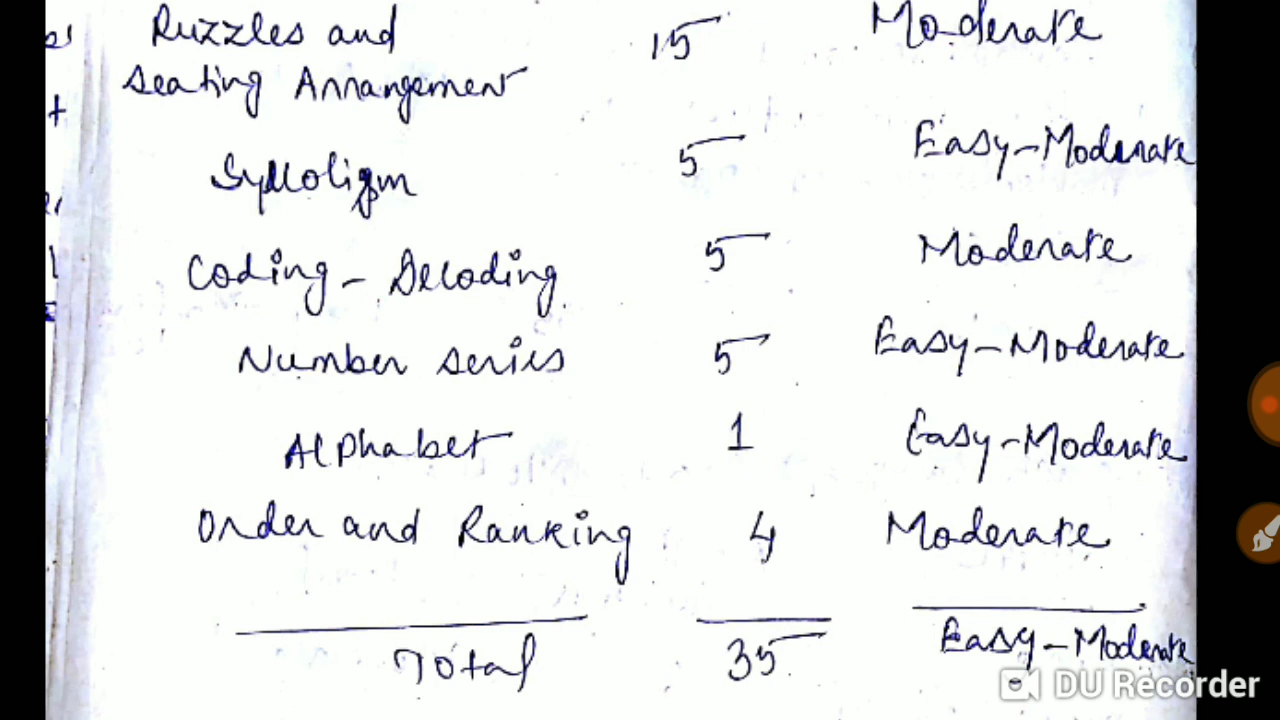 Puzzles and 15 Moderate
Seating Arrangement
Sylloligm 5 Easy-Moderate
Coding - Decoding 5 Moderate
Number series 5 Easy-Moderate
Alphabet 1 Easy-Moderate
Order and Ranking 4 Moderate
Total 35 Easy-Moderate
DU Recorder